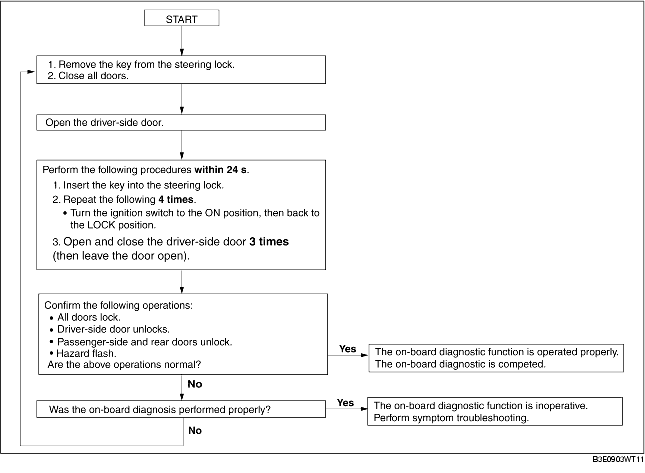 START
1. Remove the key from the steering lock.
2. Close all doors.
Open the driver-side door.
Perform the following procedures within 24 s.
1. Insert the key into the steering lock.
2. Repeat the following 4 times.
• Turn the ignition switch to the ON position, then back to
the LOCK position.
3. Open and close the driver-side door 3 times
(then leave the door open).
Confirm the following operations:
• All doors lock.
• Driver-side door unlocks.
• Passenger-side and rear doors unlock.
• Hazard flash.
Are the above operations normal?
Yes
The on-board diagnostic function is operated properly.
The on-board diagnostic is competed.
No
Was the on-board diagnosis performed properly?
Yes
The on-board diagnostic function is inoperative.
Perform symptom troubleshooting.
No
B3E0903WT11